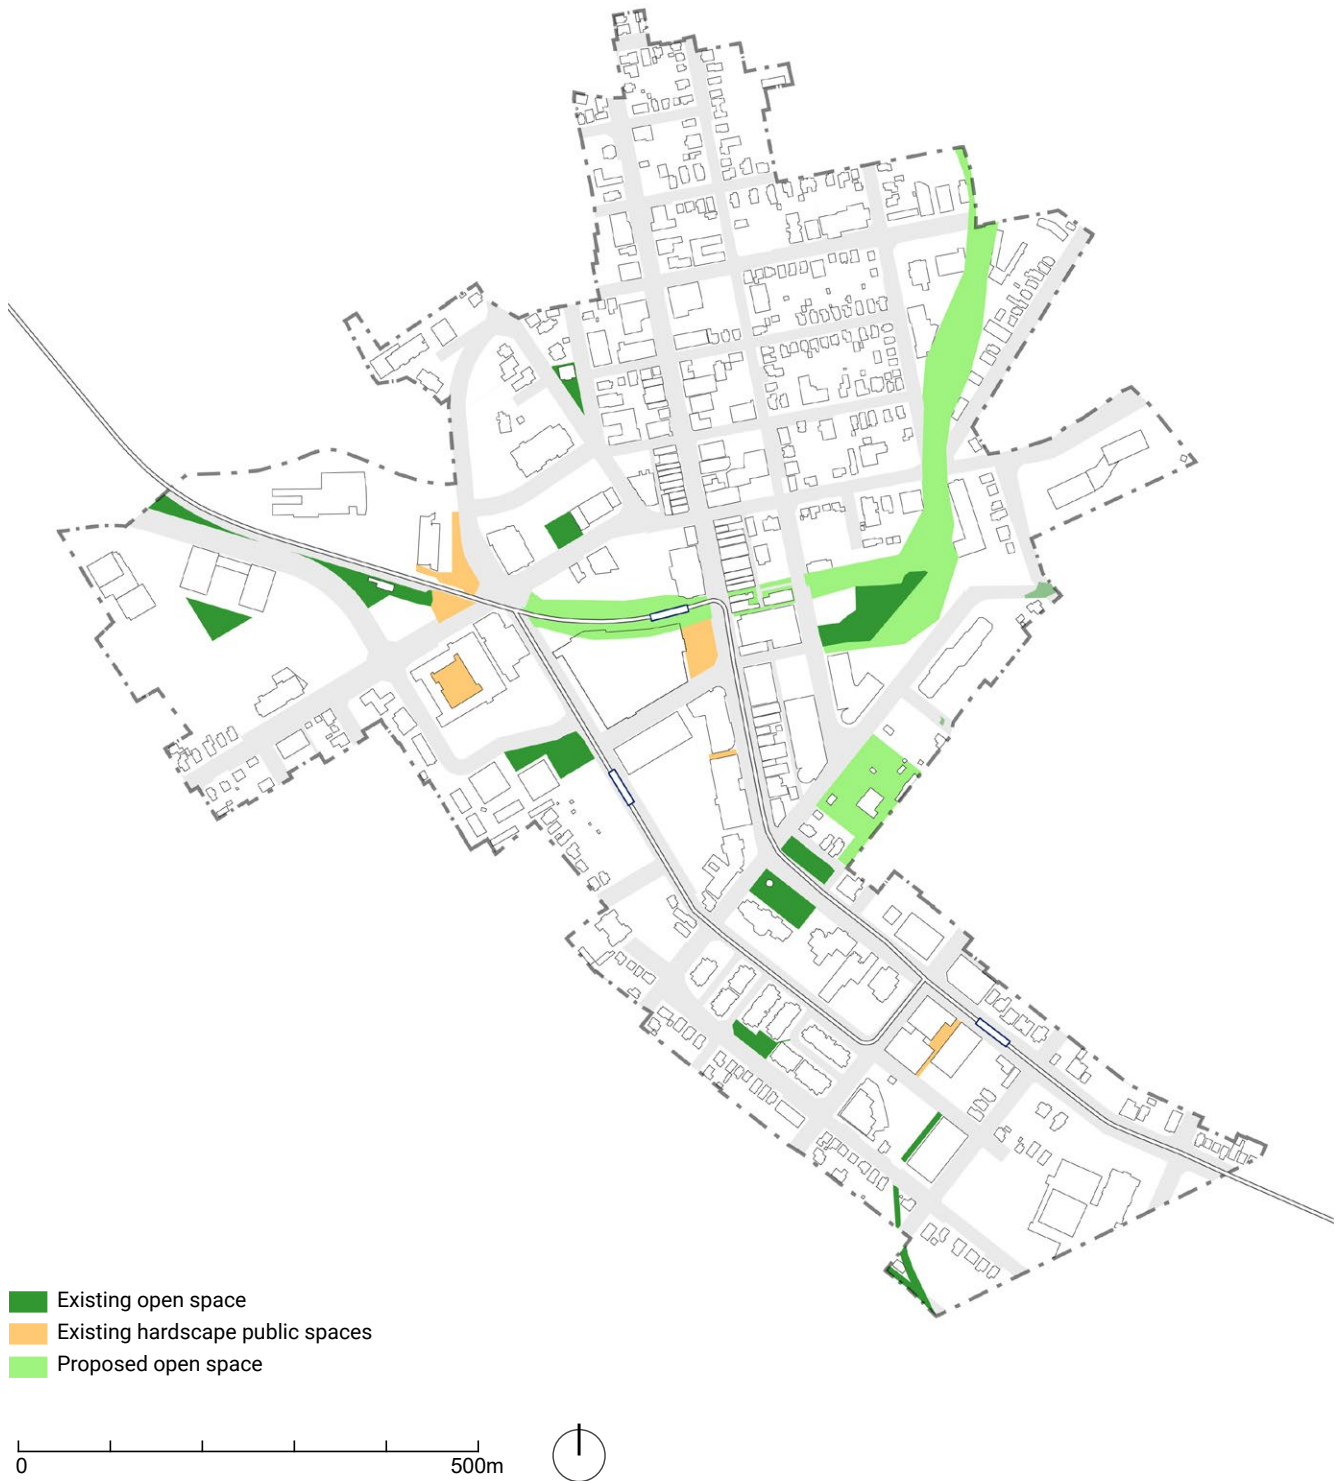 Existing open space
Existing hardscape public spaces
Proposed open space
0 500m